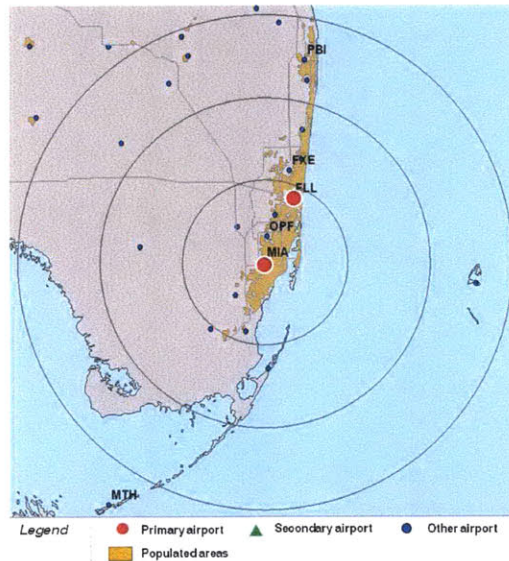 PBI
FXE
FLL
OPF
MIA
MTH
Legend
Primary airport
Secondary airport
Other airport
Populated areas